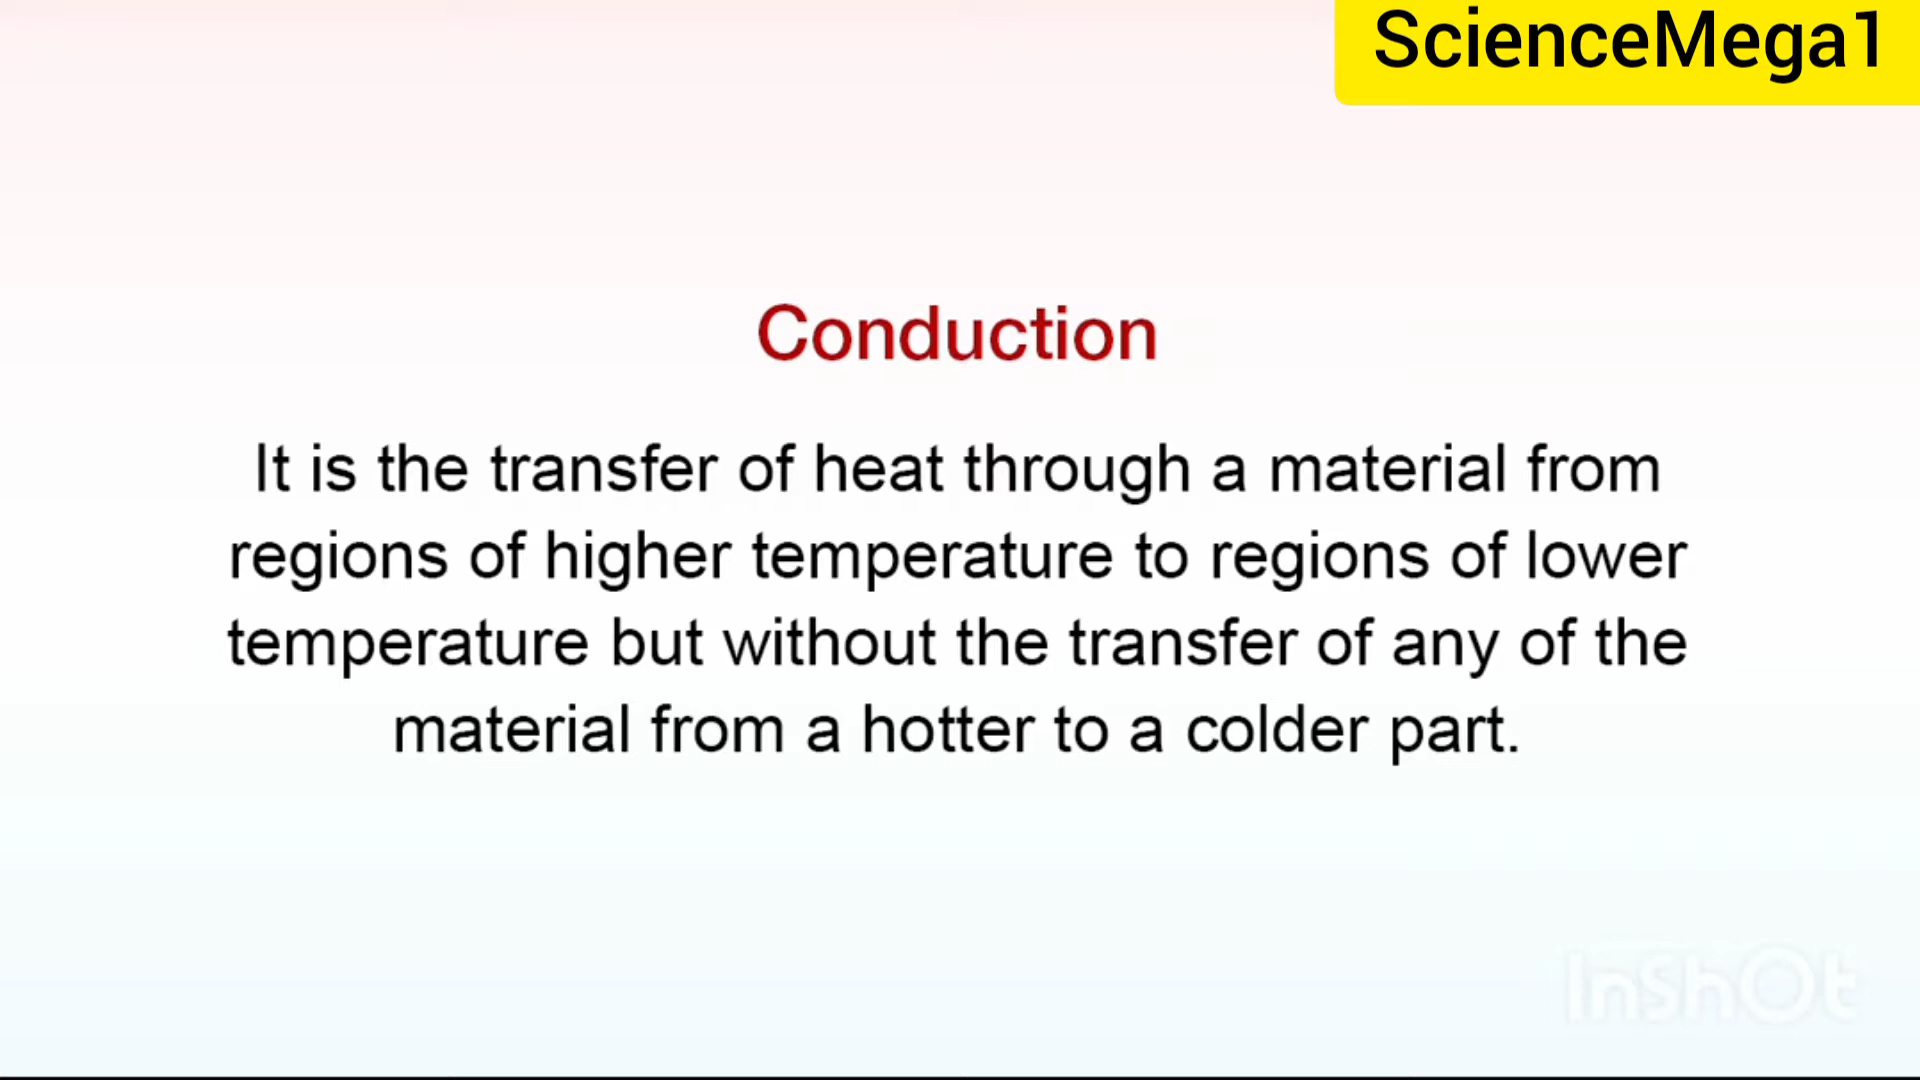 ScienceMega1
Conduction
It is the transfer of heat through a material from
regions of higher temperature to regions of lower
temperature but without the transfer of any of the
material from a hotter to a colder part.
InShOt